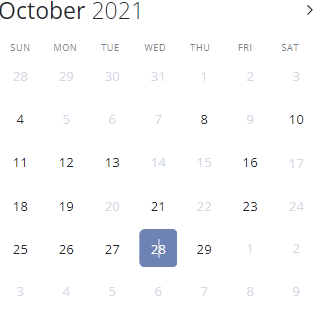 October 2021
SUN MON TUE WED THU FRI SAT
28 29 30 31 1 2 3
4 5 6 7 8 9 10
11 12 13 14 15 16 17
18 19 20 21 22 23 24
25 26 27 28 29 1 2
3 4 5 6 7 8 9